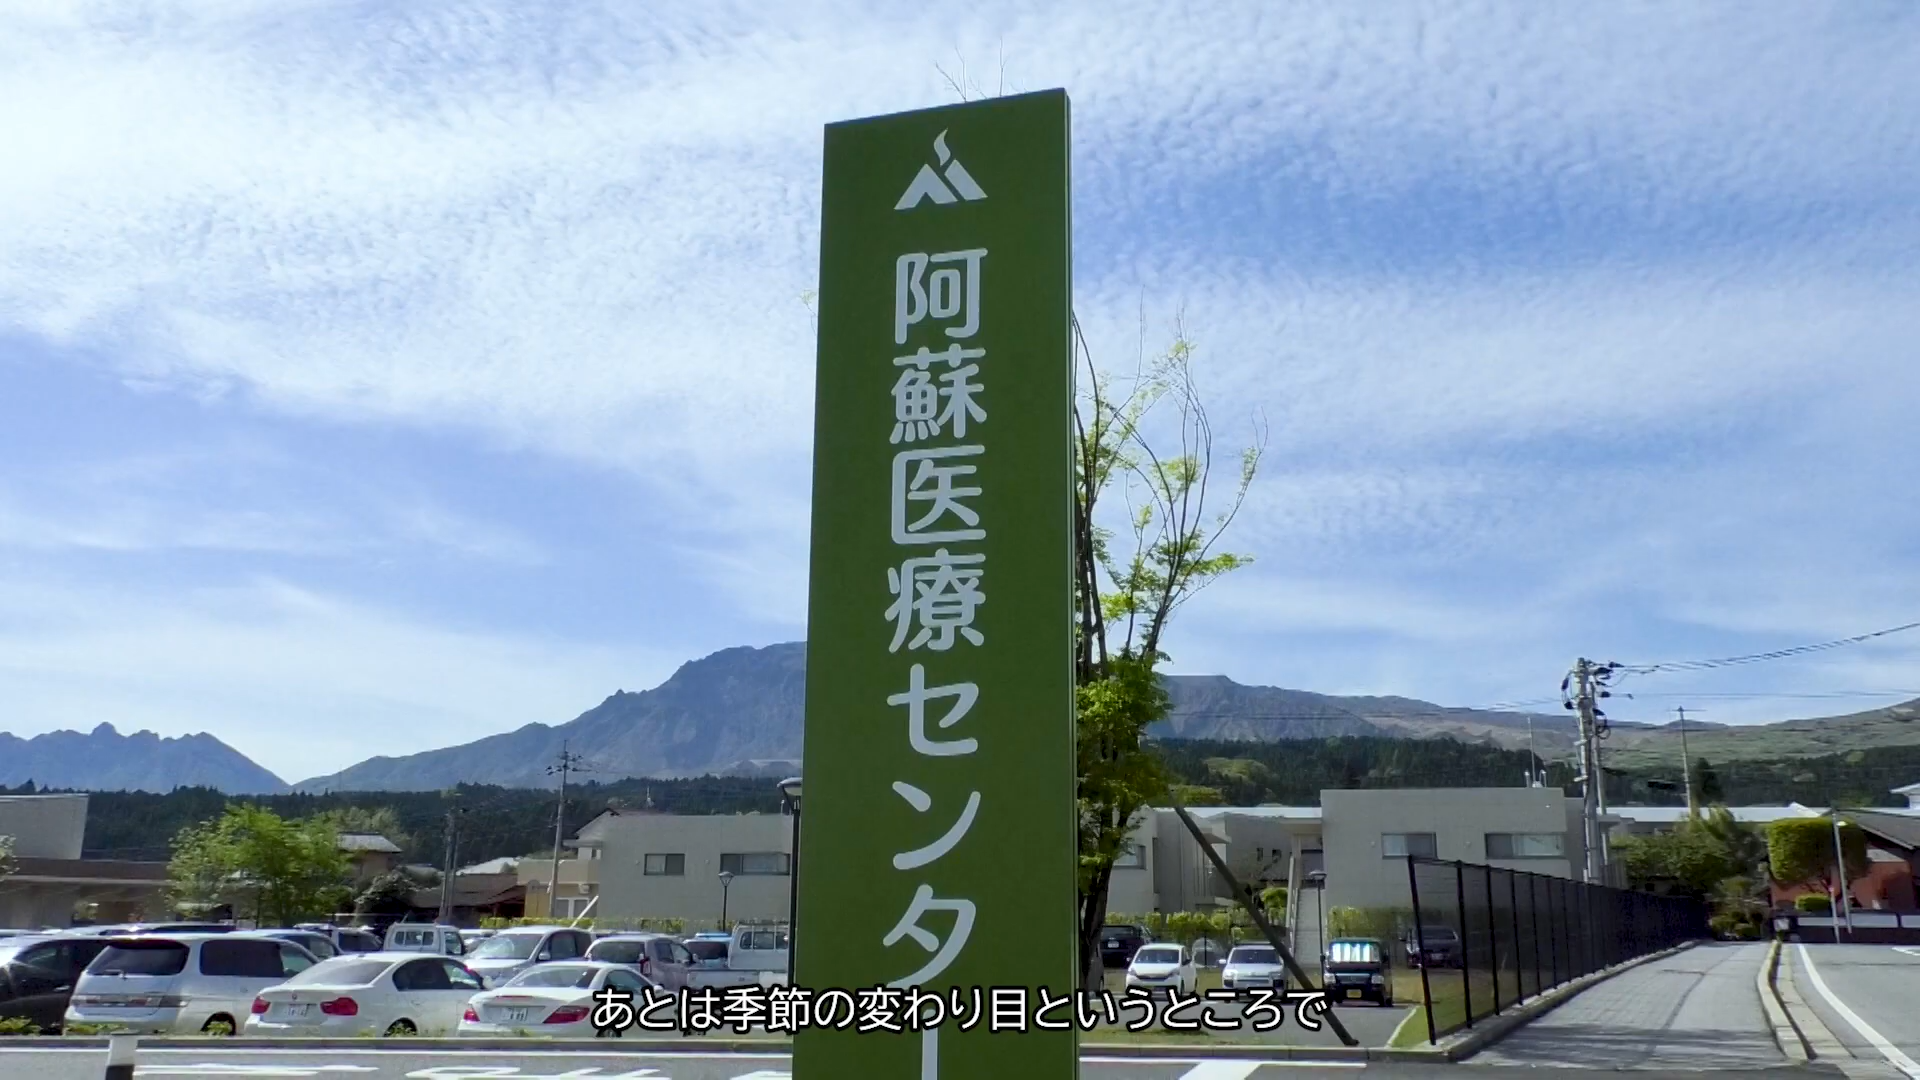 阿蘇医療センター
あとは季節の変わり目というところで